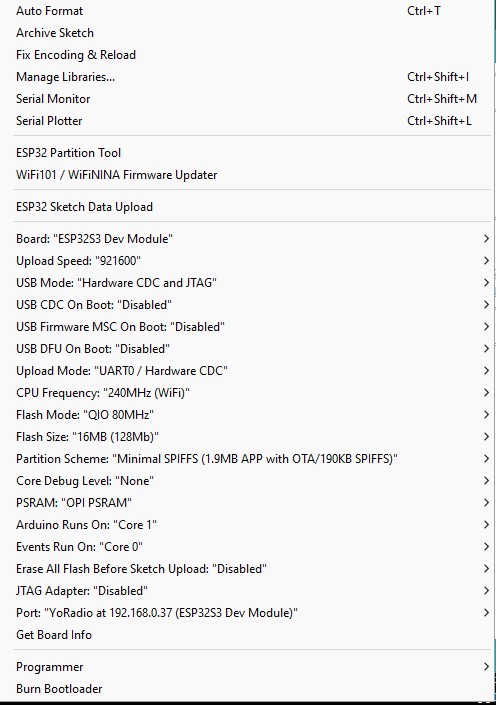 Auto Format Ctrl+T
Archive Sketch
Fix Encoding & Reload
Manage Libraries... Ctrl+Shift+I
Serial Monitor Ctrl+Shift+M
Serial Plotter Ctrl+Shift+L
ESP32 Partition Tool
WiFi101 / WiFiNINA Firmware Updater
ESP32 Sketch Data Upload
Board: "ESP32S3 Dev Module"
Upload Speed: "921600"
USB Mode: "Hardware CDC and JTAG"
USB CDC On Boot: "Disabled"
USB Firmware MSC On Boot: "Disabled"
USB DFU On Boot: "Disabled"
Upload Mode: "UART0 / Hardware CDC"
CPU Frequency: "240MHz (WiFi)"
Flash Mode: "QIO 80MHz"
Flash Size: "16MB (128Mb)"
Partition Scheme: "Minimal SPIFFS (1.9MB APP with OTA/190KB SPIFFS)"
Core Debug Level: "None"
PSRAM: "OPI PSRAM"
Arduino Runs On: "Core 1"
Events Run On: "Core 0"
Erase All Flash Before Sketch Upload: "Disabled"
JTAG Adapter: "Disabled"
Port: "YoRadio at 192.168.0.37 (ESP32S3 Dev Module)"
Get Board Info
Programmer
Burn Bootloader